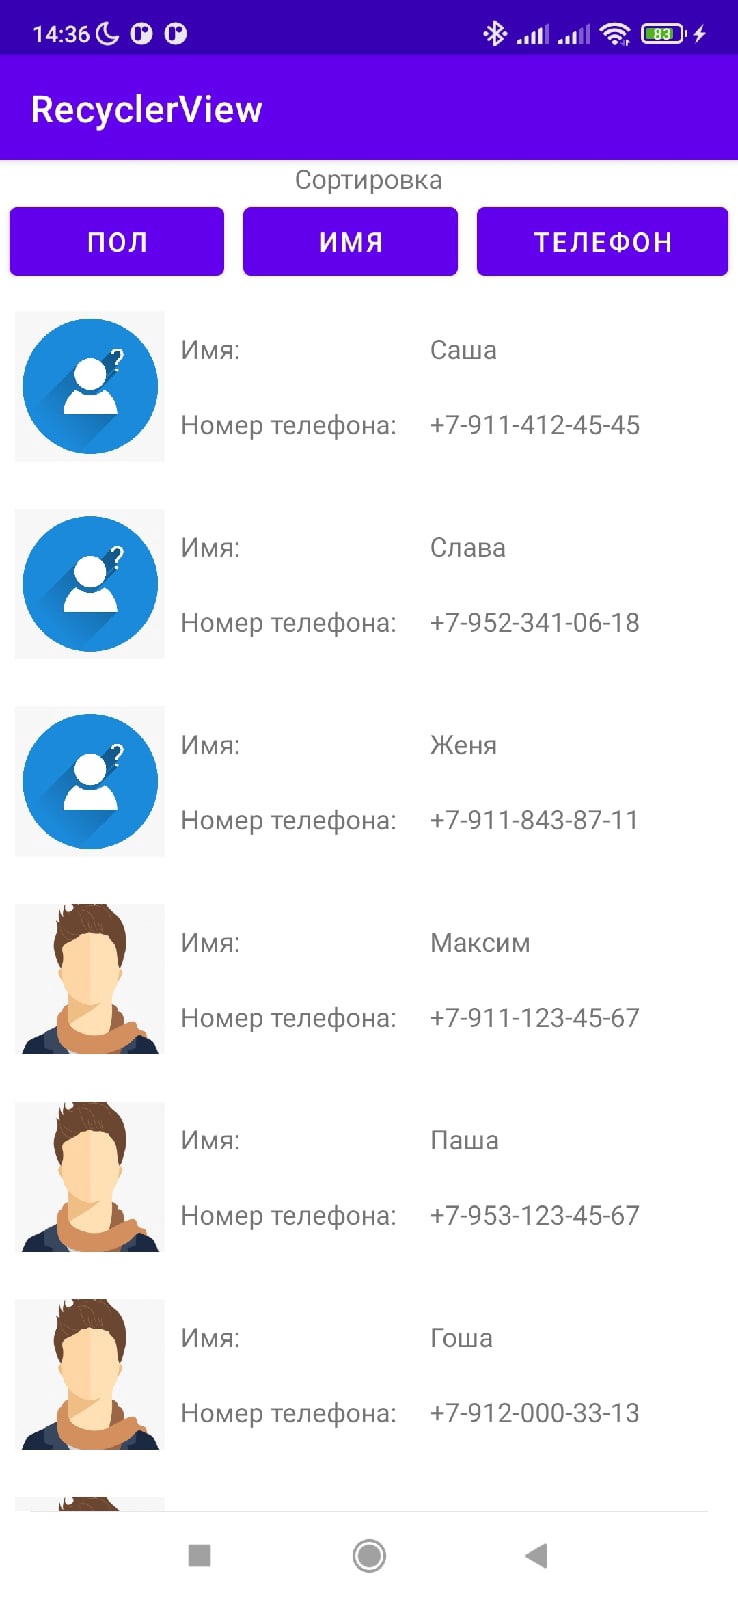 14:36
83
RecyclerView
Сортировка
ПОЛ ИМЯ ТЕЛЕФОН
?
Имя: Саша
Номер телефона: +7-911-412-45-45
?
Имя: Слава
Номер телефона: +7-952-341-06-18
?
Имя: Женя
Номер телефона: +7-911-843-87-11
Имя: Максим
Номер телефона: +7-911-123-45-67
Имя: Паша
Номер телефона: +7-953-123-45-67
Имя: Гоша
Номер телефона: +7-912-000-33-13